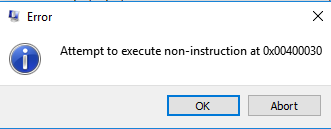 Error
Attempt to execute non-instruction at 0x00400030
OK
Abort